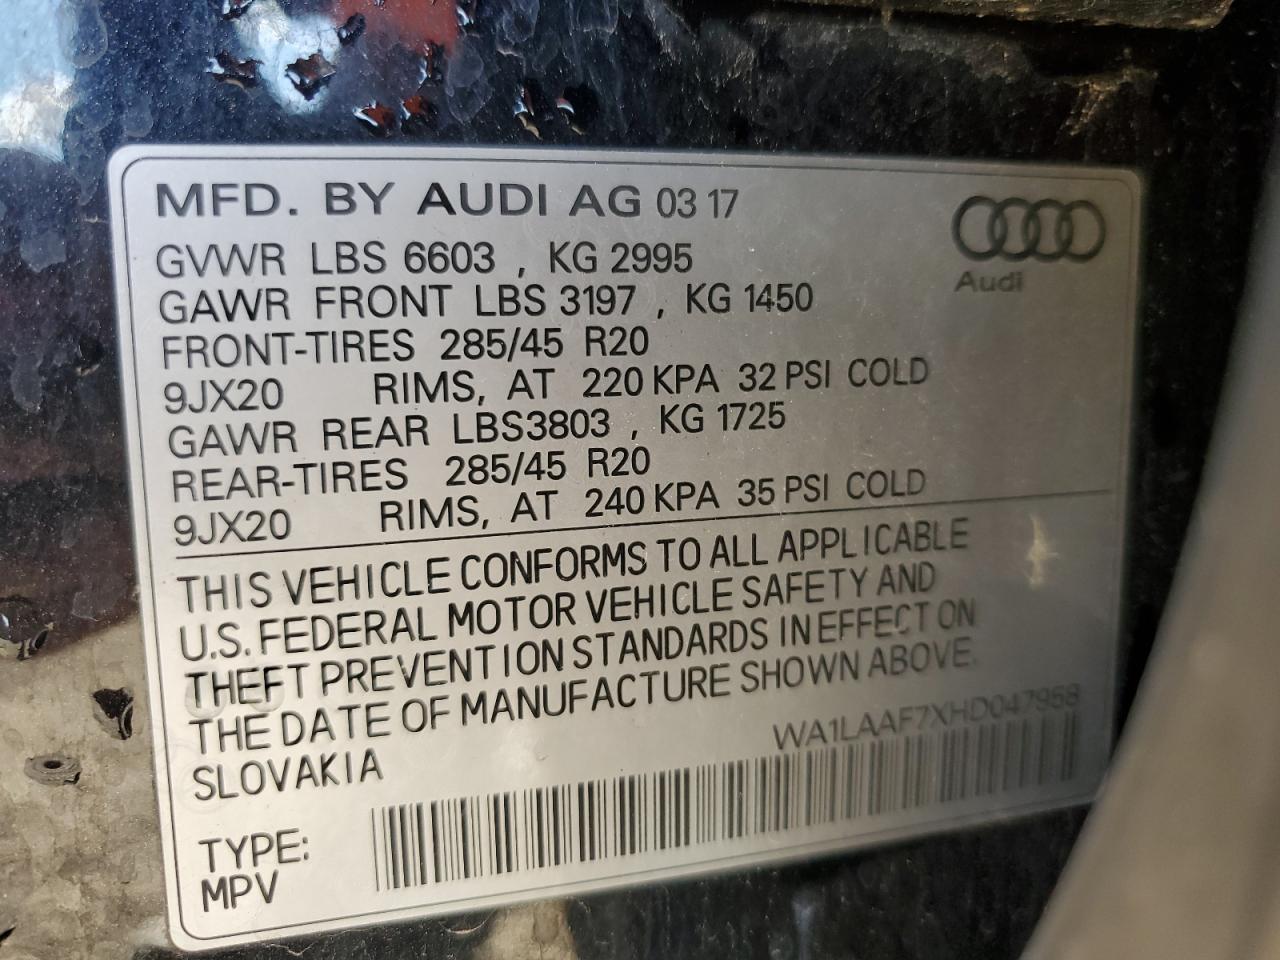 MFD. BY AUDI AG 03 17
Audi
GVWR LBS 6603 , KG 2995
GAWR FRONT LBS 3197 , KG 1450
FRONT-TIRES 285/45 R20
9JX20 RIMS, AT 220 KPA 32 PSI COLD
GAWR REAR LBS3803 , KG 1725
REAR-TIRES 285/45 R20
9JX20 RIMS, AT 240 KPA 35 PSI COLD
THIS VEHICLE CONFORMS TO ALL APPLICABLE
U.S. FEDERAL MOTOR VEHICLE SAFETY AND
THEFT PREVENTION STANDARDS IN EFFECT ON
THE DATE OF MANUFACTURE SHOWN ABOVE.
SLOVAKIA
WA1LAAF7XHD047958
TYPE:
MPV